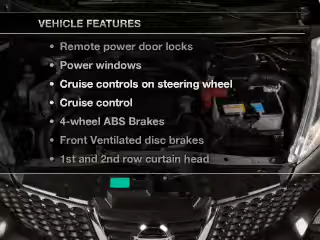 VEHICLE FEATURES
• Remote power door locks
• Power windows
• Cruise controls on steering wheel
• Cruise control
• 4-wheel ABS Brakes
• Front Ventilated disc brakes
• 1st and 2nd row curtain head